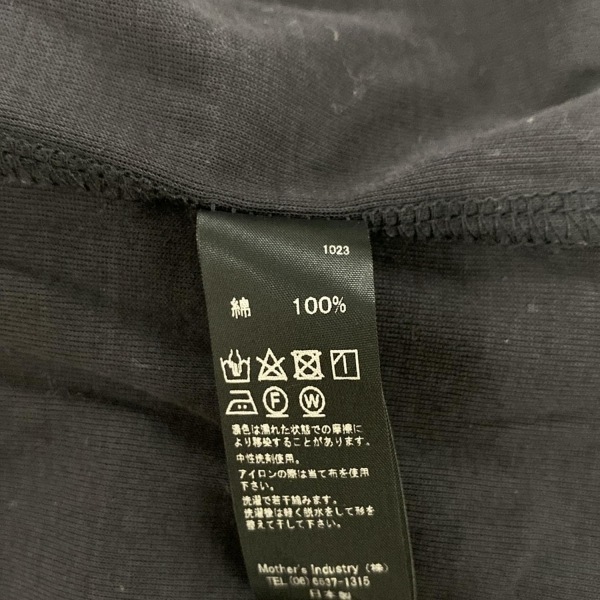 1023
綿 100%
F W
濃色は濡れた状態での摩擦に
より移染することがあります。
中性洗剤使用。
アイロンの際は当て布を使用
下さい。
洗濯で若干縮みます。
洗濯後は軽く脱水をして形を
整えて干して下さい。
Mother's Industry (株)
TEL(06)6537-1315
日本製